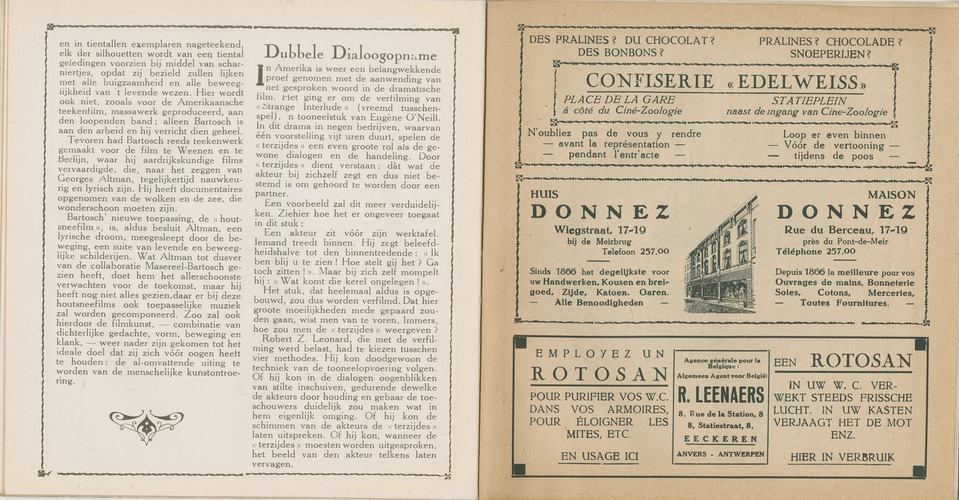 en in tientallen exemplaren nageteekend,
elk der silhouetten wordt van een tiental
geledingen voorzien bij middel van schar-
niertjes, opdat zij bezield zullen lijken
met alle buigzaamheid en alle beweeg-
lijkheid van 't levende wezen. Hier wordt
ook niet, zooals voor de Amerikaansche
teekenfilm, massawerk geproduceerd, aan
den loopenden band; alleen Bartosch is
aan den arbeid en hij verricht dien geheel.
Tevoren had Bartosch reeds teekenwerk
gemaakt voor de film te Weenen en te
Berlijn, waar hij aardrijkskundige films
vervaardigde, die, naar het zeggen van
Georges Altman, tegelijkertijd nauwkeu-
rig en lyrisch zijn. Hij heeft documentaires
opgenomen van de wolken en de zee, die
wonderschoon moeten zijn.
Bartosch' nieuwe toepassing, de « hout-
sneefilm », is, aldus besluit Altman, een
lyrische droom, meegesleept door de be-
weging, een suite van levende en beweeg-
lijke schilderijen. Wat Altman tot dusver
van de collaboratie Masereel-Bartosch ge-
zien heeft, doet hem het allerschoonste
verwachten voor de toekomst, maar hij
heeft nog niet alles gezien,daar er bij deze
houtsneefilms ook toepasselijke muziek
zal worden gecomponeerd. Zoo zal ook
hierdoor de filmkunst, — combinatie van
dichterlijke gedachte, vorm, beweging en
klank, — weer nader zijn gekomen tot het
ideale doel dat zij zich vóór oogen heeft
te houden : de al-omvattende uiting te
worden van de menschelijke kunstontroe-
ring.
Dubbele Dialoogopname
In Amerika is weer een belangwekkende
proef genomen met de aanwending van
het gesproken woord in de dramatische
film. Het ging er om de verfilming van
« Strange Interlude » (vreemd tusschen-
spel), n tooneelstuk van Eugène O'Neill.
In dit drama in negen bedrijven, waarvan
één voorstelling vijf uren duurt, spelen de
« terzijdes » een even groote rol als de ge-
wone dialogen en de handeling. Door
« terzijdes » dient verstaan : dàt wat de
akteur bij zichzelf zegt en dus niet be-
stemd is om gehoord te worden door een
partner.
Een voorbeeld zal dit meer verduidelij-
ken. Ziehier hoe het er ongeveer toegaat
in dit stuk :
Een akteur zit vóór zijn werktafel.
Iemand treedt binnen. Hij zegt beleefd-
heidshalve tot den binnentredende : « Ik
ben blij u te zien ! Hoe stelt gij het ? Ga
toch zitten ! ». Maar bij zich zelf mompelt
hij : « Wat komt die kerel ongelegen ! ».
Het stuk, dat heelemaal aldus is opge-
bouwd, zou dus worden verfilmd. Dat hier
groote moeilijkheden mede gepaard zou-
den gaan, wist men van te voren. Immers,
hoe zou men de « terzijdes » weergeven ?
Robert Z. Leonard, die met de verfil-
ming werd belast, had te kiezen tusschen
vier methodes. Hij kon doodgewoon de
techniek van de tooneelopvoering volgen.
Of hij kon in de dialogen oogenblikken
van stilte inschuiven, gedurende dewelke
de akteurs door houding en gebaar de toe-
schouwers duidelijk zou maken wat in
hem eigenlijk omging. Of hij kon de
schimmen van de akteurs de « terzijdes »
laten uitspreken. Of hij kon, wanneer de
« terzijdes » moesten worden uitgesproken,
het beeld van den akteur telkens laten
vervagen.
DES PRALINES ? DU CHOCOLAT ?
DES BONBONS ?
PRALINES ? CHOCOLADE ?
SNOEPERIJEN ?
CONFISERIE « EDELWEISS »
PLACE DE LA GARE
á côté du Ciné-Zoologie
STATIEPLEIN
naast de ingang van Cine-Zoologie
N'oubliez pas de vous y rendre
— avant la représentation —
— pendant l'entr'acte —
Loop er even binnen
— Vóór de vertooning —
— tijdens de poos —
HUIS
DONNEZ
Wiegstraat, 17-19
bij de Meirbrug
Telefoon 257,00
Sinds 1866 het degelijkste voor
uw Handwerken, Kousen en brei-
goed, Zijde, Katoen. Garen.
— Alle Benoodigheden —
MAISON
DONNEZ
Rue du Berceau, 17-19
près du Pont-de-Meir
Téléphone 257,00
Depuis 1866 la meilleure pour vos
Ouvrages de mains, Bonneterie
Soies, Cotons, Merceries,
— Toutes Fournitures. —
EMPLOYEZ UN
ROTOSAN
POUR PURIFIER VOS W.C.
DANS VOS ARMOIRES,
POUR ÉLOIGNER LES
MITES, ETC
EN USAGE ICI
Agence générale pour la
Belgique :
Algemeen Agent voor België:
R. LEENAERS
8, Rue de la Station, 8
8, Statiestraat, 8
EECKEREN
ANVERS - ANTWERPEN
EEN ROTOSAN
IN UW W. C. VER-
WEKT STEEDS FRISSCHE
LUCHT. IN UW KASTEN
VERJAAGT HET DE MOT
ENZ.
HIER IN VERBRUIK